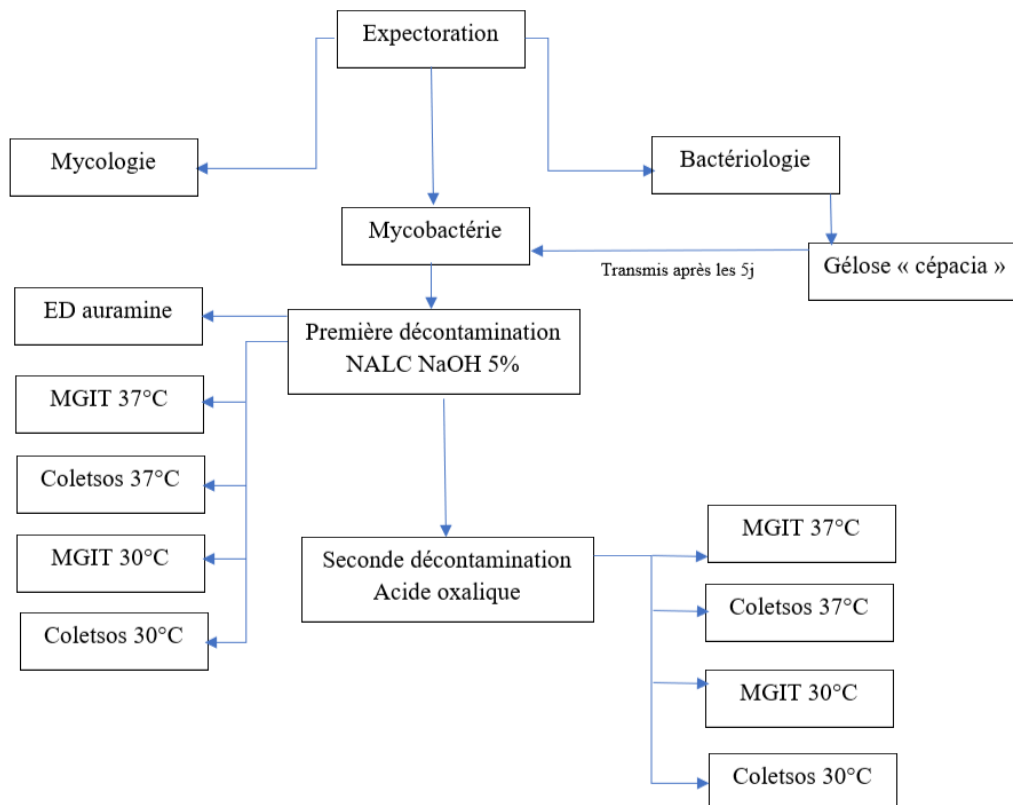 Expectoration
Mycologie
Bactériologie
Mycobactérie
Transmis après les 5j
Gélose « cépacia »
ED auramine
Première décontamination
NALC NaOH 5%
MGIT 37°C
Coletsos 37°C
MGIT 30°C
Coletsos 30°C
Seconde décontamination
Acide oxalique
MGIT 37°C
Coletsos 37°C
MGIT 30°C
Coletsos 30°C